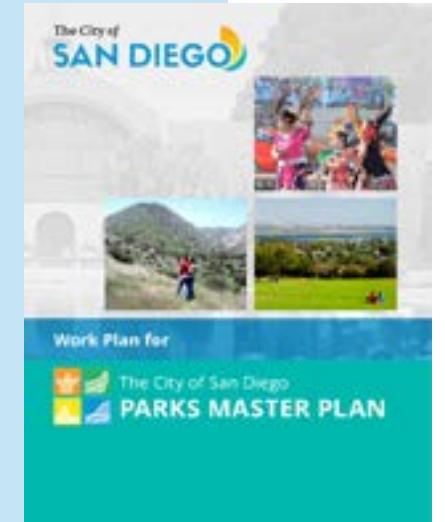 The City of
SAN DIEGO
Work Plan for
The City of San Diego
PARKS MASTER PLAN